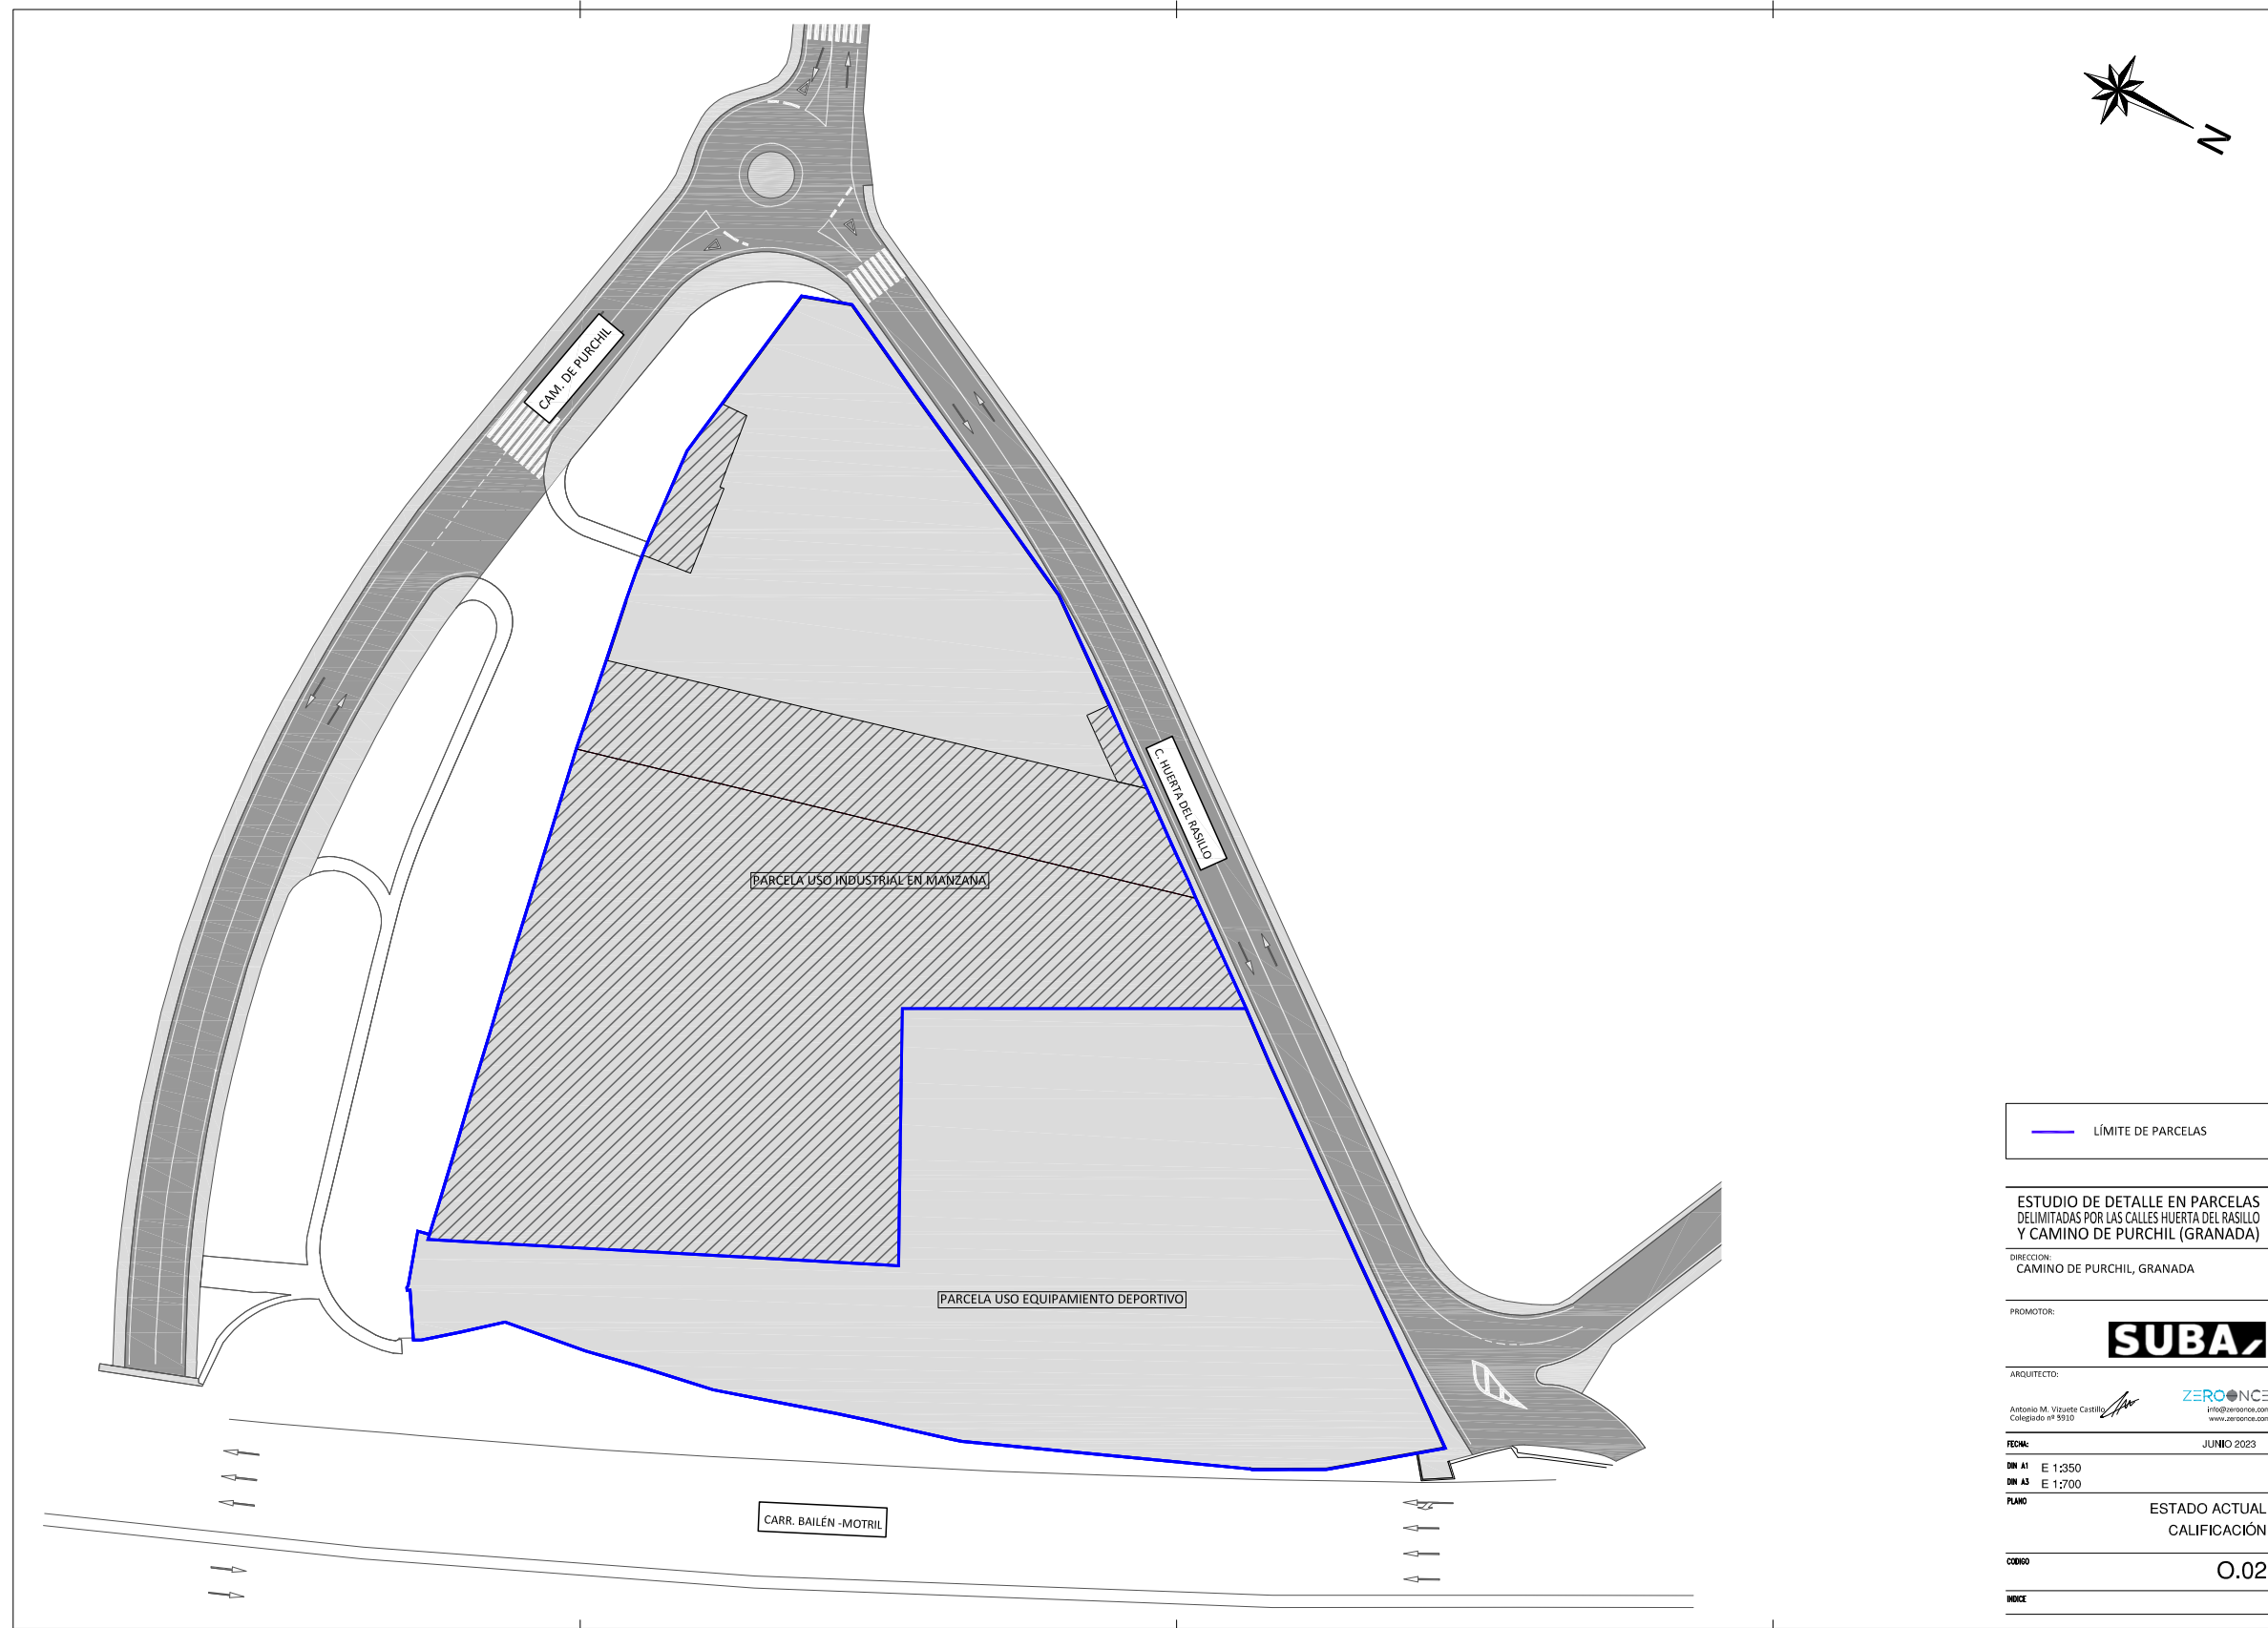 N
CAM. DE PURCHIL
C. HUERTA DEL RASILLO
PARCELA USO INDUSTRIAL EN MANZANA
PARCELA USO EQUIPAMIENTO DEPORTIVO
CARR. BAILÉN -MOTRIL
LÍMITE DE PARCELAS
ESTUDIO DE DETALLE EN PARCELAS
DELIMITADAS POR LAS CALLES HUERTA DEL RASILLO
Y CAMINO DE PURCHIL (GRANADA)
DIRECCION:
CAMINO DE PURCHIL, GRANADA
PROMOTOR:
SUBA
ARQUITECTO:
Antonio M. Vizuete Castillo
Colegiado nº 5910
ZEROONCE
info@zeroonce.com
www.zeroonce.com
FECHA:
JUNIO 2023
DIN A1 E 1:350
DIN A3 E 1:700
PLANO
ESTADO ACTUAL
CALIFICACIÓN
CODIGO
O.02
INDICE